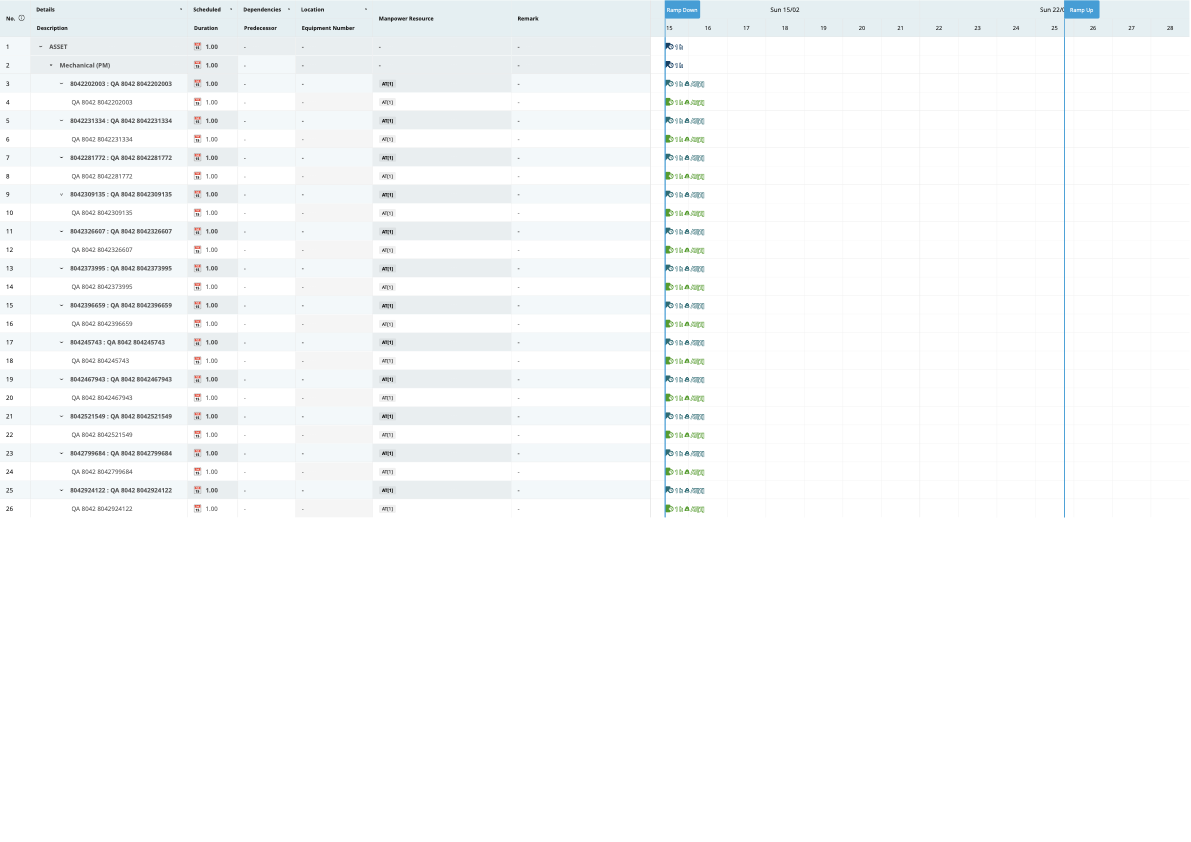 No. Details Scheduled Dependencies Location Manpower Resource Remark Ramp Down Sun 15/02 Sun 22/0 Ramp Up
Description Duration Predecessor Equipment Number 15 16 17 18 19 20 21 22 23 24 25 26 27 28
1 ASSET 1.00 - - - - 1 h
2 Mechanical (PM) 1.00 - - - - 1 h
3 8042202003 : QA 8042 8042202003 1.00 - - AT[1] -
4 QA 8042 8042202003 1.00 - - AT[1] -
5 8042231334 : QA 8042 8042231334 1.00 - - AT[1] -
6 QA 8042 8042231334 1.00 - - AT[1] -
7 8042281772 : QA 8042 8042281772 1.00 - - AT[1] -
8 QA 8042 8042281772 1.00 - - AT[1] -
9 8042309135 : QA 8042 8042309135 1.00 - - AT[1] -
10 QA 8042 8042309135 1.00 - - AT[1] -
11 8042326607 : QA 8042 8042326607 1.00 - - AT[1] -
12 QA 8042 8042326607 1.00 - - AT[1] -
13 8042373995 : QA 8042 8042373995 1.00 - - AT[1] -
14 QA 8042 8042373995 1.00 - - AT[1] -
15 8042396659 : QA 8042 8042396659 1.00 - - AT[1] -
16 QA 8042 8042396659 1.00 - - AT[1] -
17 804245743 : QA 8042 804245743 1.00 - - AT[1] -
18 QA 8042 804245743 1.00 - - AT[1] -
19 8042467943 : QA 8042 8042467943 1.00 - - AT[1] -
20 QA 8042 8042467943 1.00 - - AT[1] -
21 8042521549 : QA 8042 8042521549 1.00 - - AT[1] -
22 QA 8042 8042521549 1.00 - - AT[1] -
23 8042799684 : QA 8042 8042799684 1.00 - - AT[1] -
24 QA 8042 8042799684 1.00 - - AT[1] -
25 8042924122 : QA 8042 8042924122 1.00 - - AT[1] -
26 QA 8042 8042924122 1.00 - - AT[1] -